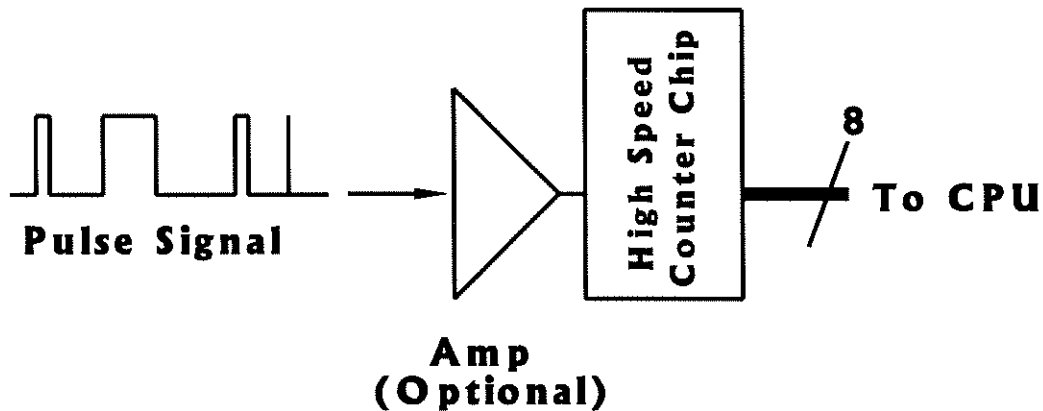 Pulse Signal
Amp
(Optional)
High Speed
Counter Chip
8
To CPU